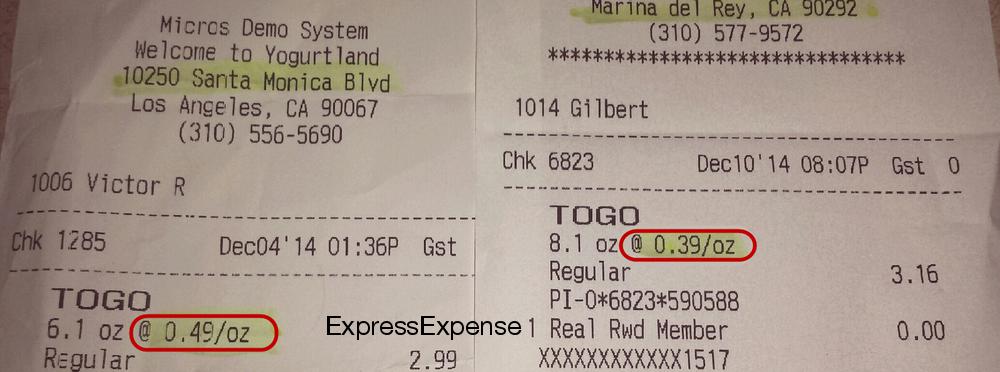 Micros Demo System
Welcome to Yogurtland
10250 Santa Monica Blvd
Los Angeles, CA 90067
(310) 556-5690
1006 Victor R
Chk 1285 Dec04'14 01:36P Gst
TOGO
6.1 oz @ 0.49/oz
Regular 2.99
Marina del Rey, CA 90292
(310) 577-9572
************************************
1014 Gilbert
Chk 6823 Dec10'14 08:07P Gst 0
TOGO
8.1 oz @ 0.39/oz
Regular 3.16
PI-0*6823*590588
1 Real Rwd Member 0.00
XXXXXXXXXXXX1517
ExpressExpense